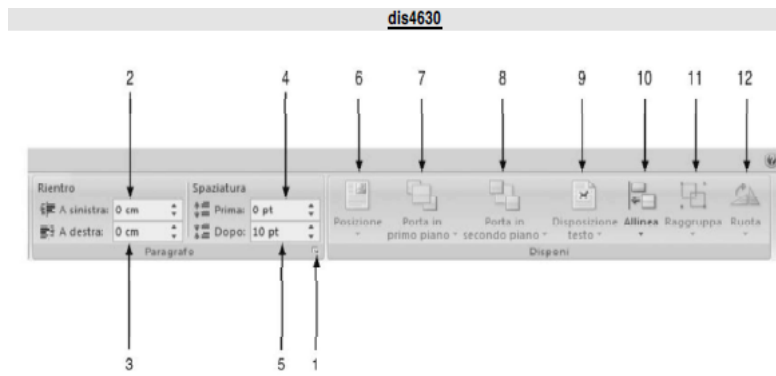 dis4630
2 4 6 7 8 9 10 11 12
Rientro Spaziatura
A sinistra: 0 cm Prima: 0 pt Posizione Porta in Porta in Disposizione Allinea Raggruppa Ruota
A destra: 0 cm Dopo: 10 pt primo piano secondo piano testo
Paragrafo Disponi
3 5 1